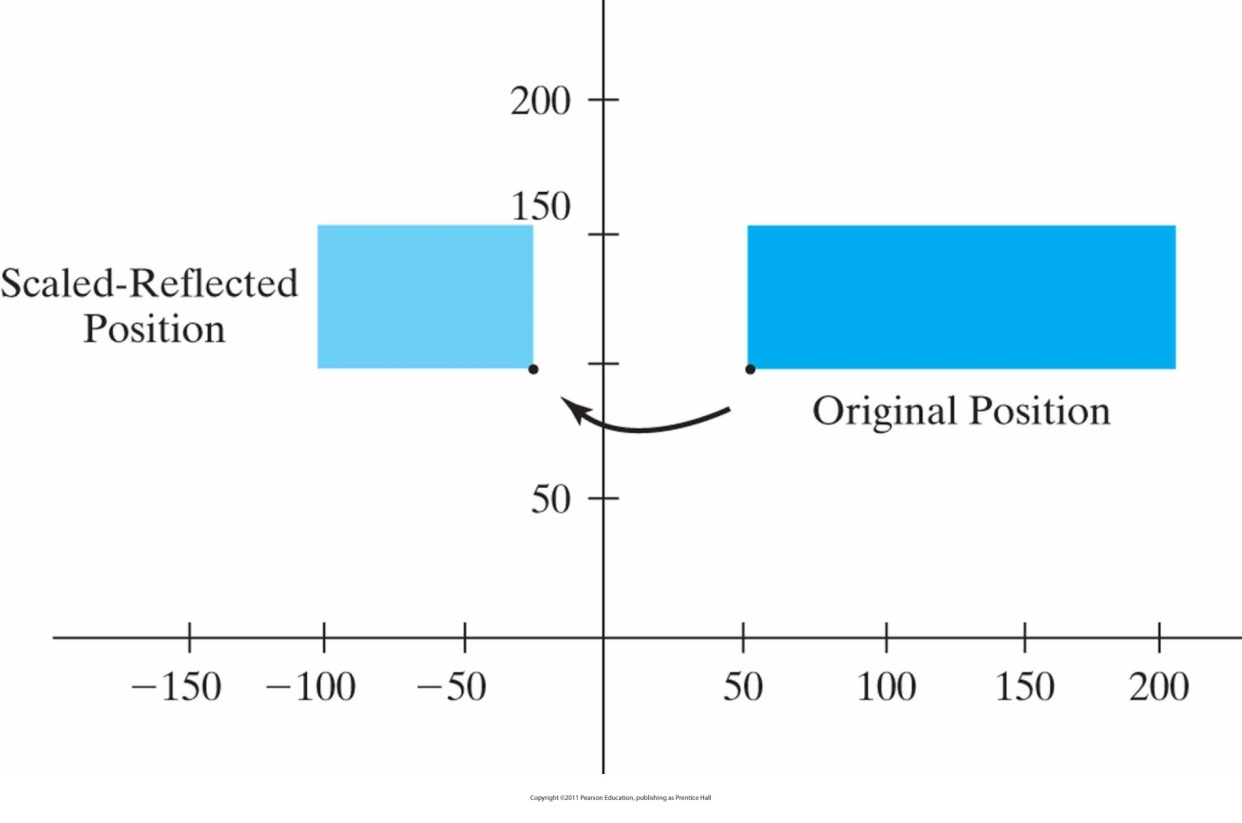 200
150
Scaled-Reflected
Position
Original Position
50
−150 −100 −50 50 100 150 200
Copyright ©2011 Pearson Education, publishing as Prentice Hall